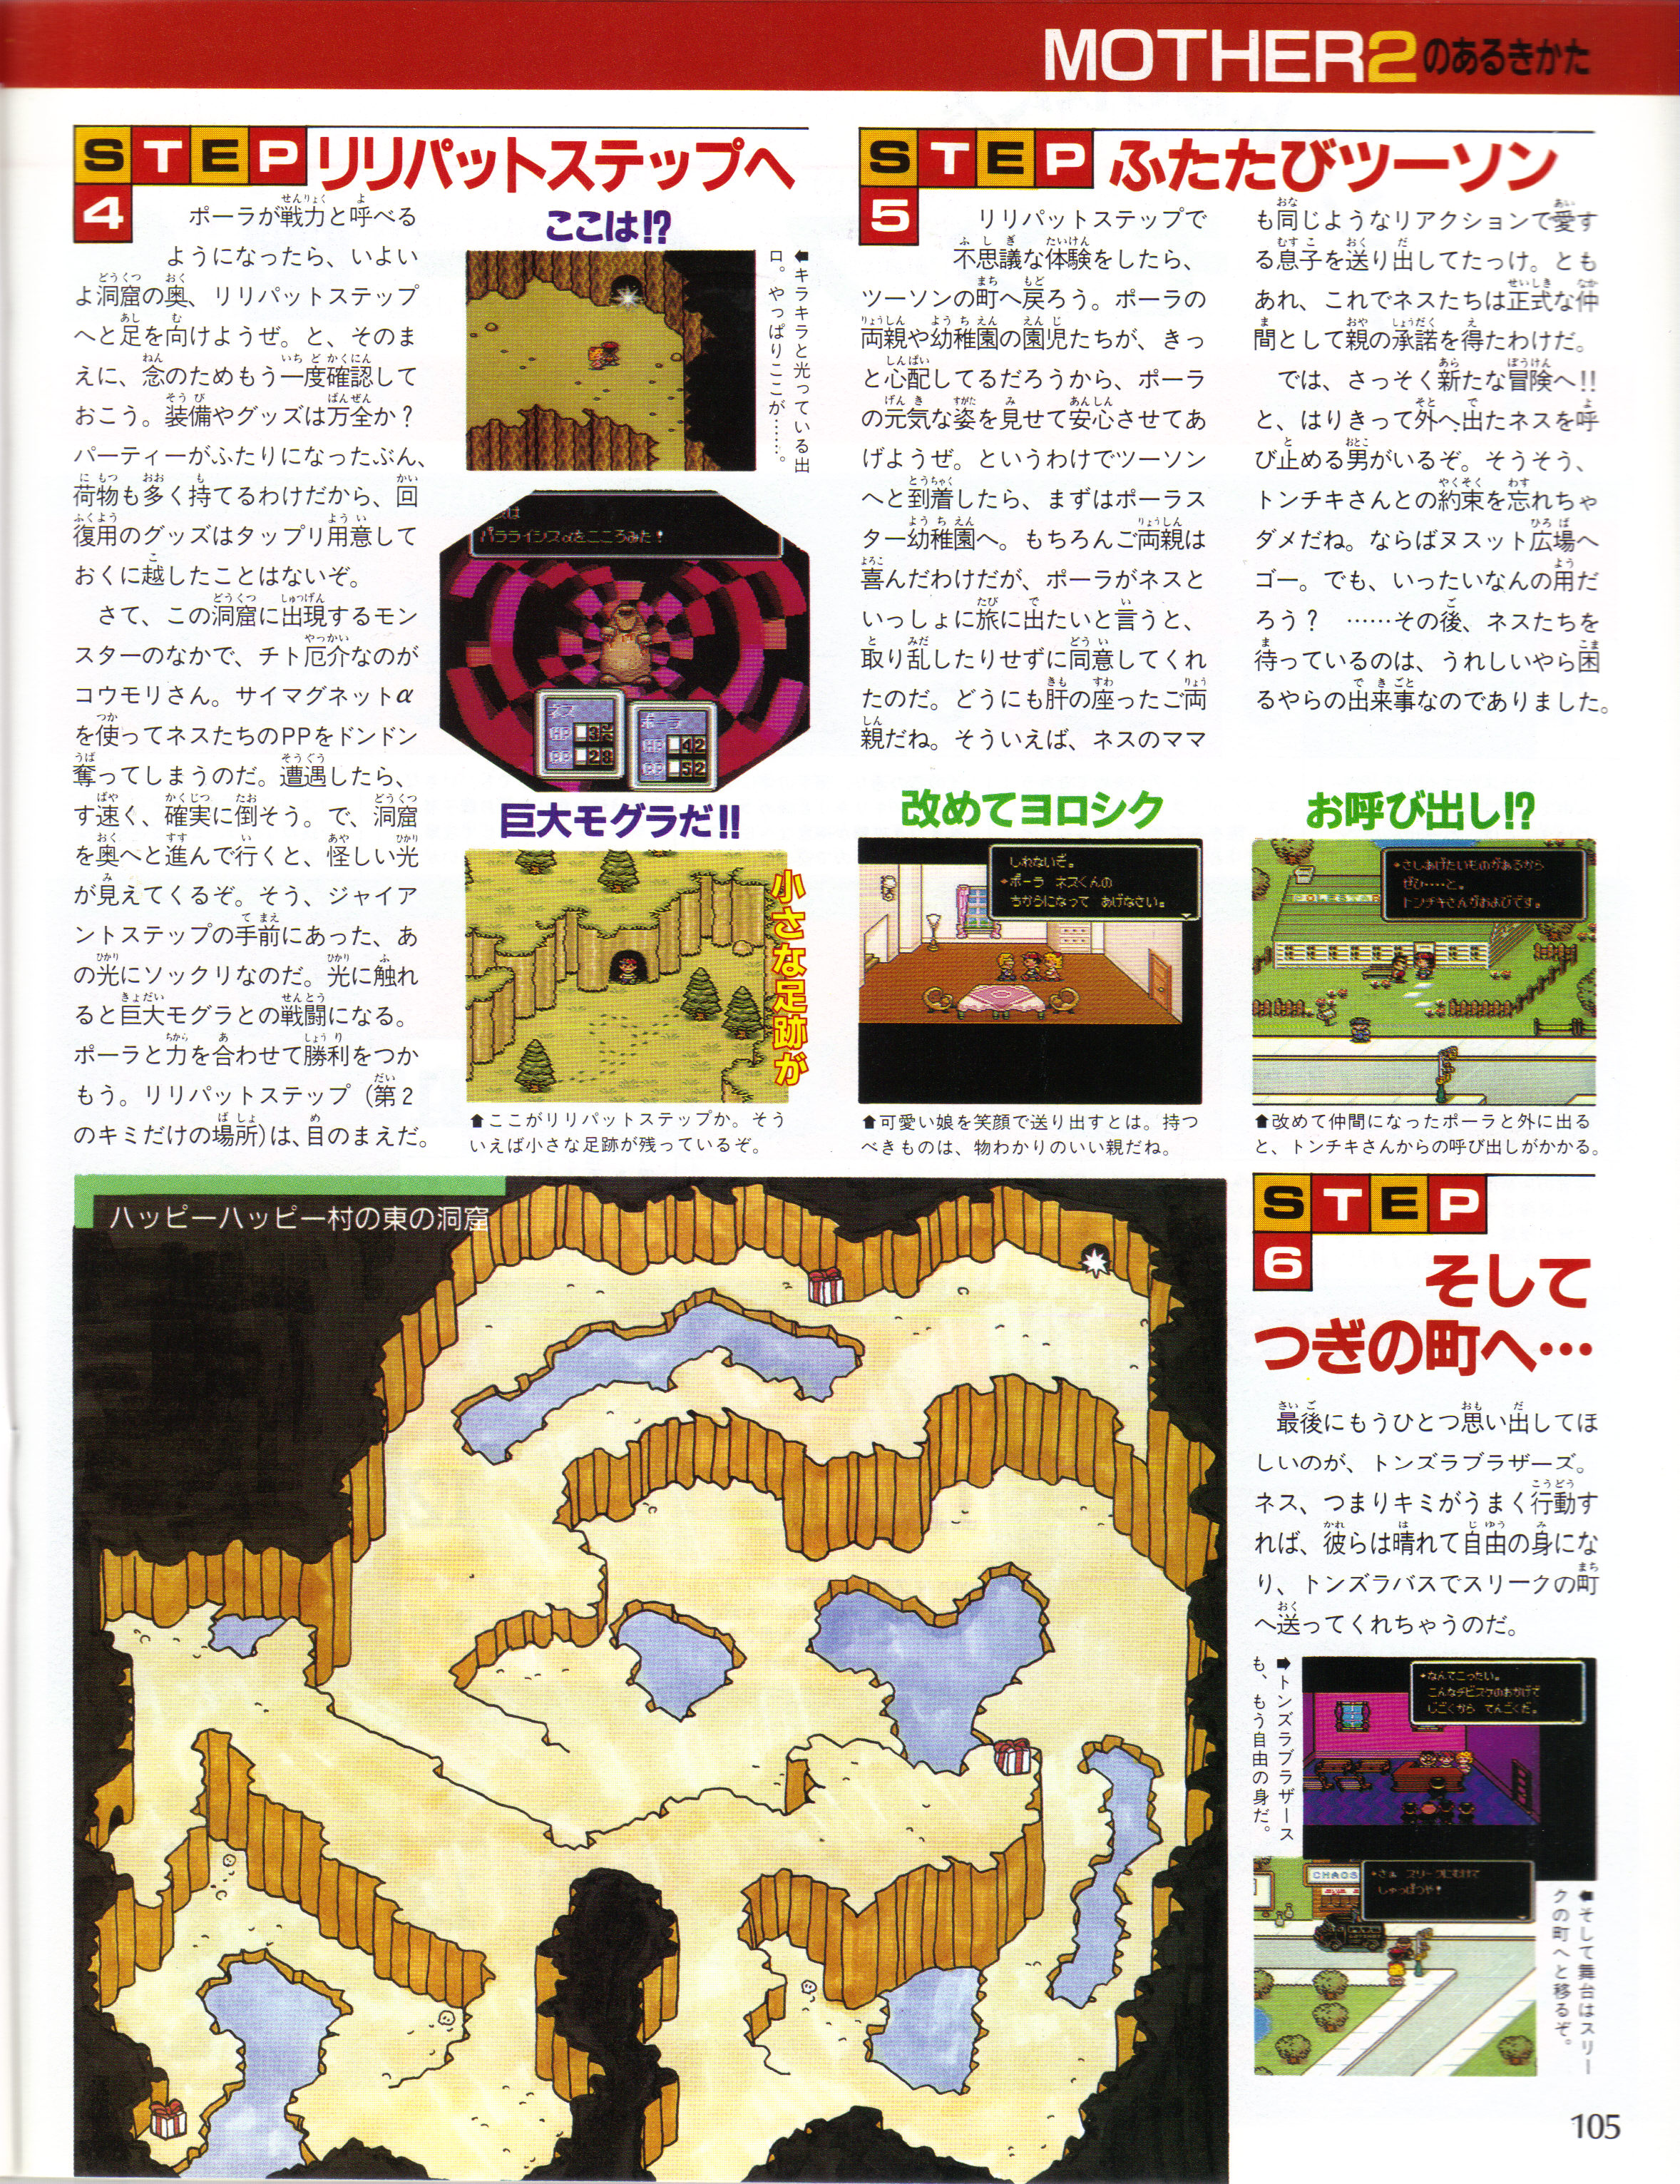 MOTHER2のあるきかた
STEP
4
リリパットステップへ
ポーラが戦力と呼べる
ようになったら、いよい
よ洞窟の奥、リリパットステップ
へと足を向けようぜ。と、そのま
えに、念のためもう一度確認して
おこう。装備やグッズは万全か？
パーティーがふたりになったぶん、
荷物も多く持てるわけだから、回
復用のグッズはタップリ用意して
おくに越したことはないぞ。
さて、この洞窟に出現するモン
スターのなかで、チト厄介なのが
コウモリさん。サイマグネットα
を使ってネスたちのPPをドンドン
奪ってしまうのだ。遭遇したら、
す速く、確実に倒そう。で、洞窟
を奥へと進んで行くと、怪しい光
が見えてくるぞ。そう、ジャイア
ントステップの手前にあった、あ
の光にソックリなのだ。光に触れ
ると巨大モグラとの戦闘になる。
ポーラと力を合わせて勝利をつか
もう。リリパットステップ（第2
のキミだけの場所)は、目のまえだ。
ここは!?
⬅キラキラと光っている出
口。やっぱりここが……。
パラライシスαをこころみた！
ネス
HP 3
PP 28
ポーラ
HP 42
PP 52
巨大モグラだ!!
小さな足跡が
⬆ここがリリパットステップか。そう
いえば小さな足跡が残っているぞ。
STEP
5
ふたたびツーソン
リリパットステップで
不思議な体験をしたら、
ツーソンの町へ戻ろう。ポーラの
両親や幼稚園の園児たちが、きっ
と心配してるだろうから、ポーラ
の元気な姿を見せて安心させてあ
げようぜ。というわけでツーソン
へと到着したら、まずはポーラス
ター幼稚園へ。もちろんご両親は
喜んだわけだが、ポーラがネスと
いっしょに旅に出たいと言うと、
取り乱したりせずに同意してくれ
たのだ。どうにも肝の座ったご両
親だね。そういえば、ネスのママ
も同じようなリアクションで愛す
る息子を送り出してたっけ。とも
あれ、これでネスたちは正式な仲
間として親の承諾を得たわけだ。
では、さっそく新たな冒険へ!!
と、はりきって外へ出たネスを呼
び止める男がいるぞ。そうそう、
トンチキさんとの約束を忘れちゃ
ダメだね。ならばヌスット広場へ
ゴー。でも、いったいなんの用だ
ろう？　……その後、ネスたちを
待っているのは、うれしいやら困
るやらの出来事なのでありました。
改めてヨロシク
しれないぞ。
ポーラ　ネスくんの
ちからになって　あげなさい。
⬆可愛い娘を笑顔で送り出すとは。持つ
べきものは、物わかりのいい親だね。
お呼び出し!?
さしあげたいものがあるから
ぜひ‥‥と。
トンチキさんがおよびです。
POLESTAR
⬆改めて仲間になったポーラと外に出る
と、トンチキさんからの呼び出しがかかる。
ハッピーハッピー村の東の洞窟
STEP
6
そして
つぎの町へ…
最後にもうひとつ思い出してほ
しいのが、トンズラブラザーズ。
ネス、つまりキミがうまく行動す
れば、彼らは晴れて自由の身にな
り、トンズラバスでスリークの町
へ送ってくれちゃうのだ。
➡トンズラブラザース
も、もう自由の身だ。
なんてこったい。
こんなチビスケのおかげで
じごくから　てんごくだ。
CHAOS
さぁ　スリークにむけて
しゅっぱつや！
⬅そして舞台はスリー
クの町へと移るぞ。
105